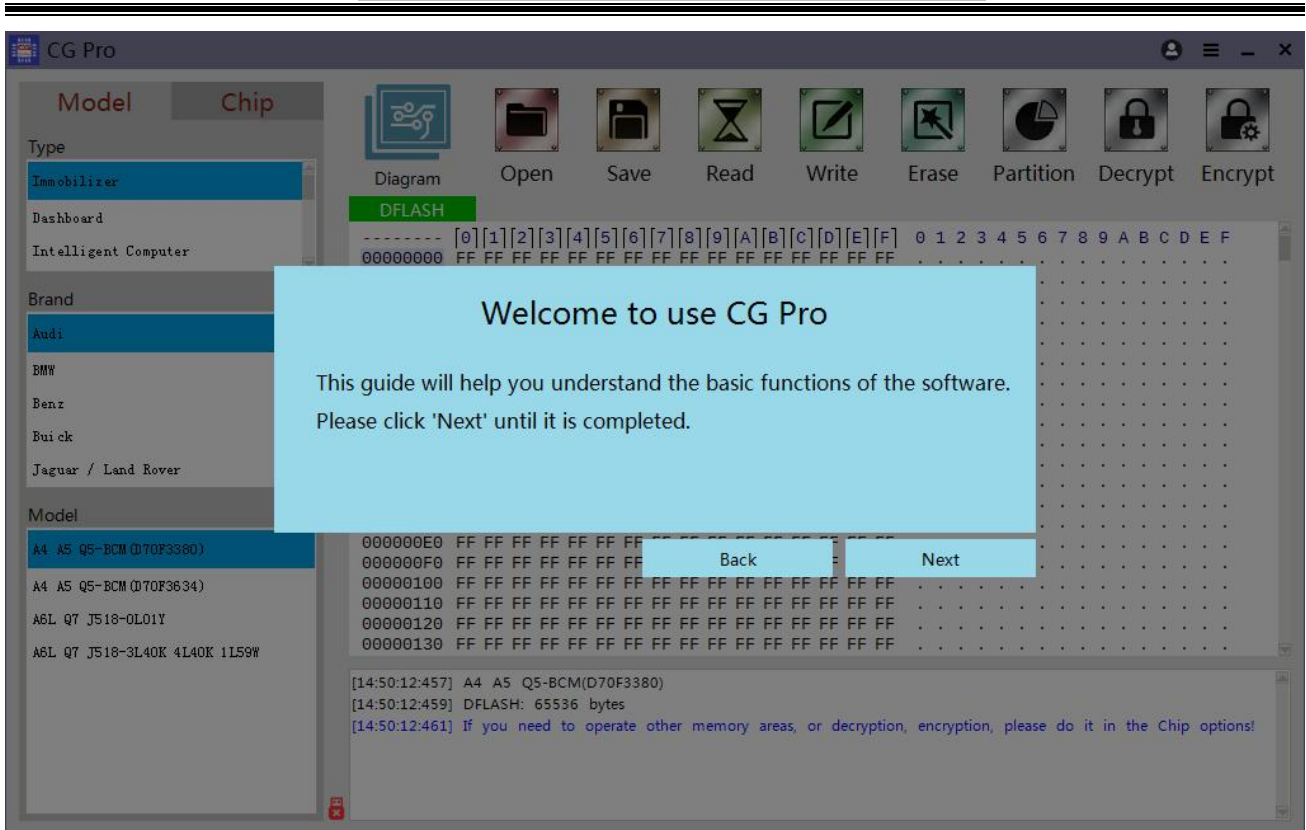 CG Pro
Model Chip
Type
Immobilizer
Dashboard
Intelligent Computer
Brand
Audi
BMW
Benz
Buick
Jaguar / Land Rover
Model
A4 A5 Q5-BCM(D70F3380)
A4 A5 Q5-BCM(D70F3634)
A6L Q7 J518-0L01Y
A6L Q7 J518-3L40K 4L40K 1L59W
Diagram Open Save Read Write Erase Partition Decrypt Encrypt
DFLASH
-------- [0][1][2][3][4][5][6][7][8][9][A][B][C][D][E][F] 0 1 2 3 4 5 6 7 8 9 A B C D E F
00000000 FF FF FF FF FF FF FF FF FF FF FF FF FF FF FF FF . . . . . . . . . . . . . . . .
Welcome to use CG Pro
This guide will help you understand the basic functions of the software.
Please click 'Next' until it is completed.
Back Next
000000E0 FF FF FF FF FF FF FF
000000F0 FF FF FF FF FF FF FF
00000100 FF FF FF FF FF FF FF FF FF FF FF FF FF FF FF FF . . . . . . . . . . . . . . . .
00000110 FF FF FF FF FF FF FF FF FF FF FF FF FF FF FF FF . . . . . . . . . . . . . . . .
00000120 FF FF FF FF FF FF FF FF FF FF FF FF FF FF FF FF . . . . . . . . . . . . . . . .
00000130 FF FF FF FF FF FF FF FF FF FF FF FF FF FF FF FF . . . . . . . . . . . . . . . .
[14:50:12:457] A4 A5 Q5-BCM(D70F3380)
[14:50:12:459] DFLASH: 65536 bytes
[14:50:12:461] If you need to operate other memory areas, or decryption, encryption, please do it in the Chip options!